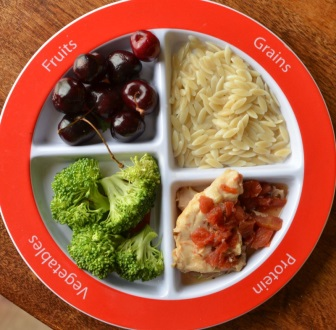 Fruits
Grains
Vegetables
Protein